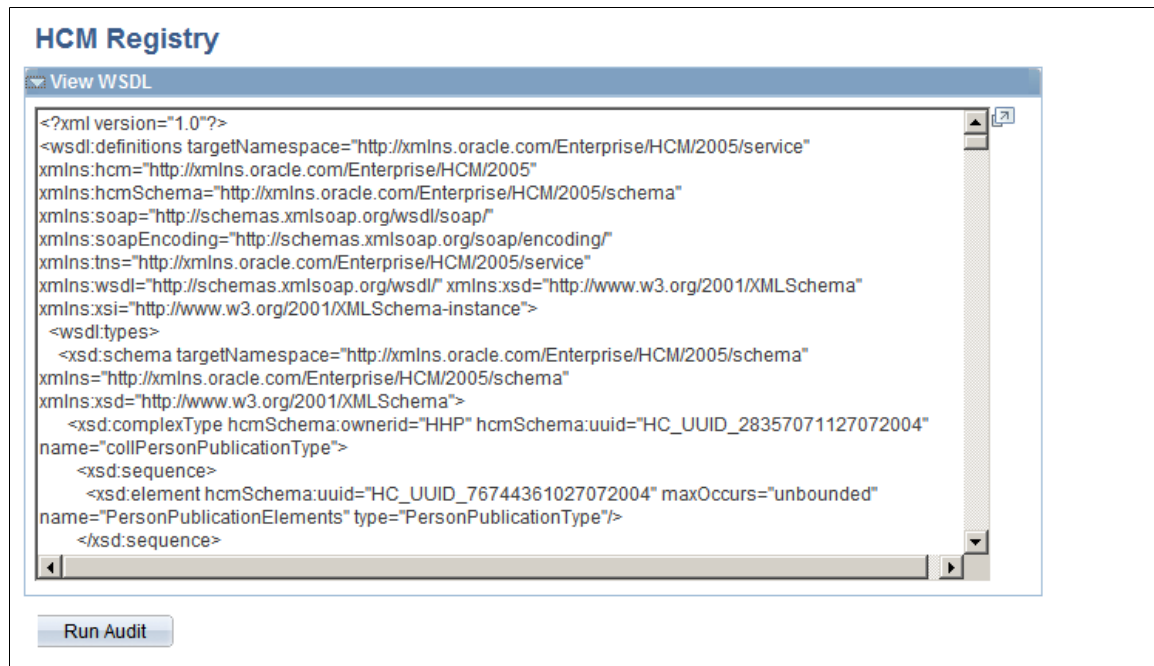 HCM Registry
View WSDL
<?xml version="1.0"?>
<wsdl:definitions targetNamespace="http://xmlns.oracle.com/Enterprise/HCM/2005/service"
xmlns:hcm="http://xmlns.oracle.com/Enterprise/HCM/2005"
xmlns:hcmSchema="http://xmlns.oracle.com/Enterprise/HCM/2005/schema"
xmlns:soap="http://schemas.xmlsoap.org/wsdl/soap/"
xmlns:soapEncoding="http://schemas.xmlsoap.org/soap/encoding/"
xmlns:tns="http://xmlns.oracle.com/Enterprise/HCM/2005/service"
xmlns:wsdl="http://schemas.xmlsoap.org/wsdl/" xmlns:xsd="http://www.w3.org/2001/XMLSchema"
xmlns:xsi="http://www.w3.org/2001/XMLSchema-instance">
<wsdl:types>
<xsd:schema targetNamespace="http://xmlns.oracle.com/Enterprise/HCM/2005/schema"
xmlns="http://xmlns.oracle.com/Enterprise/HCM/2005/schema"
xmlns:xsd="http://www.w3.org/2001/XMLSchema">
<xsd:complexType hcmSchema:ownerid="HHP" hcmSchema:uuid="HC_UUID_28357071127072004"
name="collPersonPublicationType">
<xsd:sequence>
<xsd:element hcmSchema:uuid="HC_UUID_76744361027072004" maxOccurs="unbounded"
name="PersonPublicationElements" type="PersonPublicationType"/>
</xsd:sequence>
Run Audit